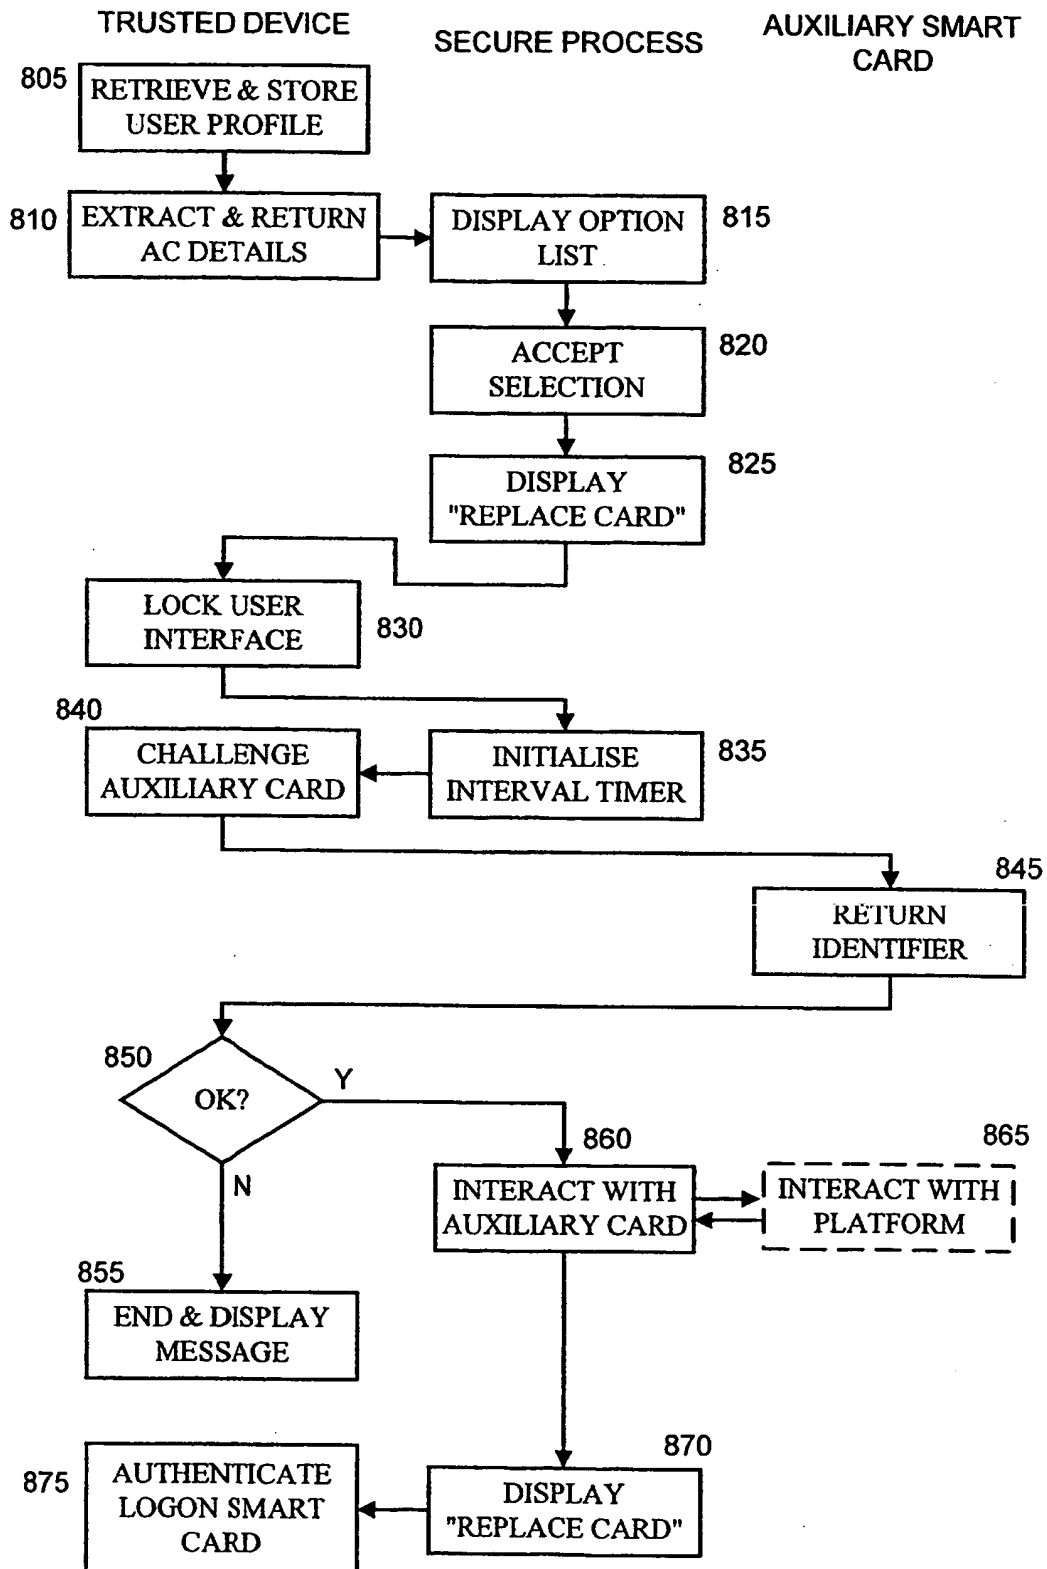 TRUSTED DEVICE
SECURE PROCESS
AUXILIARY SMART
CARD
805
RETRIEVE & STORE
USER PROFILE
810
EXTRACT & RETURN
AC DETAILS
DISPLAY OPTION
LIST
815
ACCEPT
SELECTION
820
DISPLAY
"REPLACE CARD"
825
LOCK USER
INTERFACE
830
840
CHALLENGE
AUXILIARY CARD
INITIALISE
INTERVAL TIMER
835
845
RETURN
IDENTIFIER
850
OK?
Y
N
860
INTERACT WITH
AUXILIARY CARD
865
INTERACT WITH
PLATFORM
855
END & DISPLAY
MESSAGE
870
DISPLAY
"REPLACE CARD"
875
AUTHENTICATE
LOGON SMART
CARD